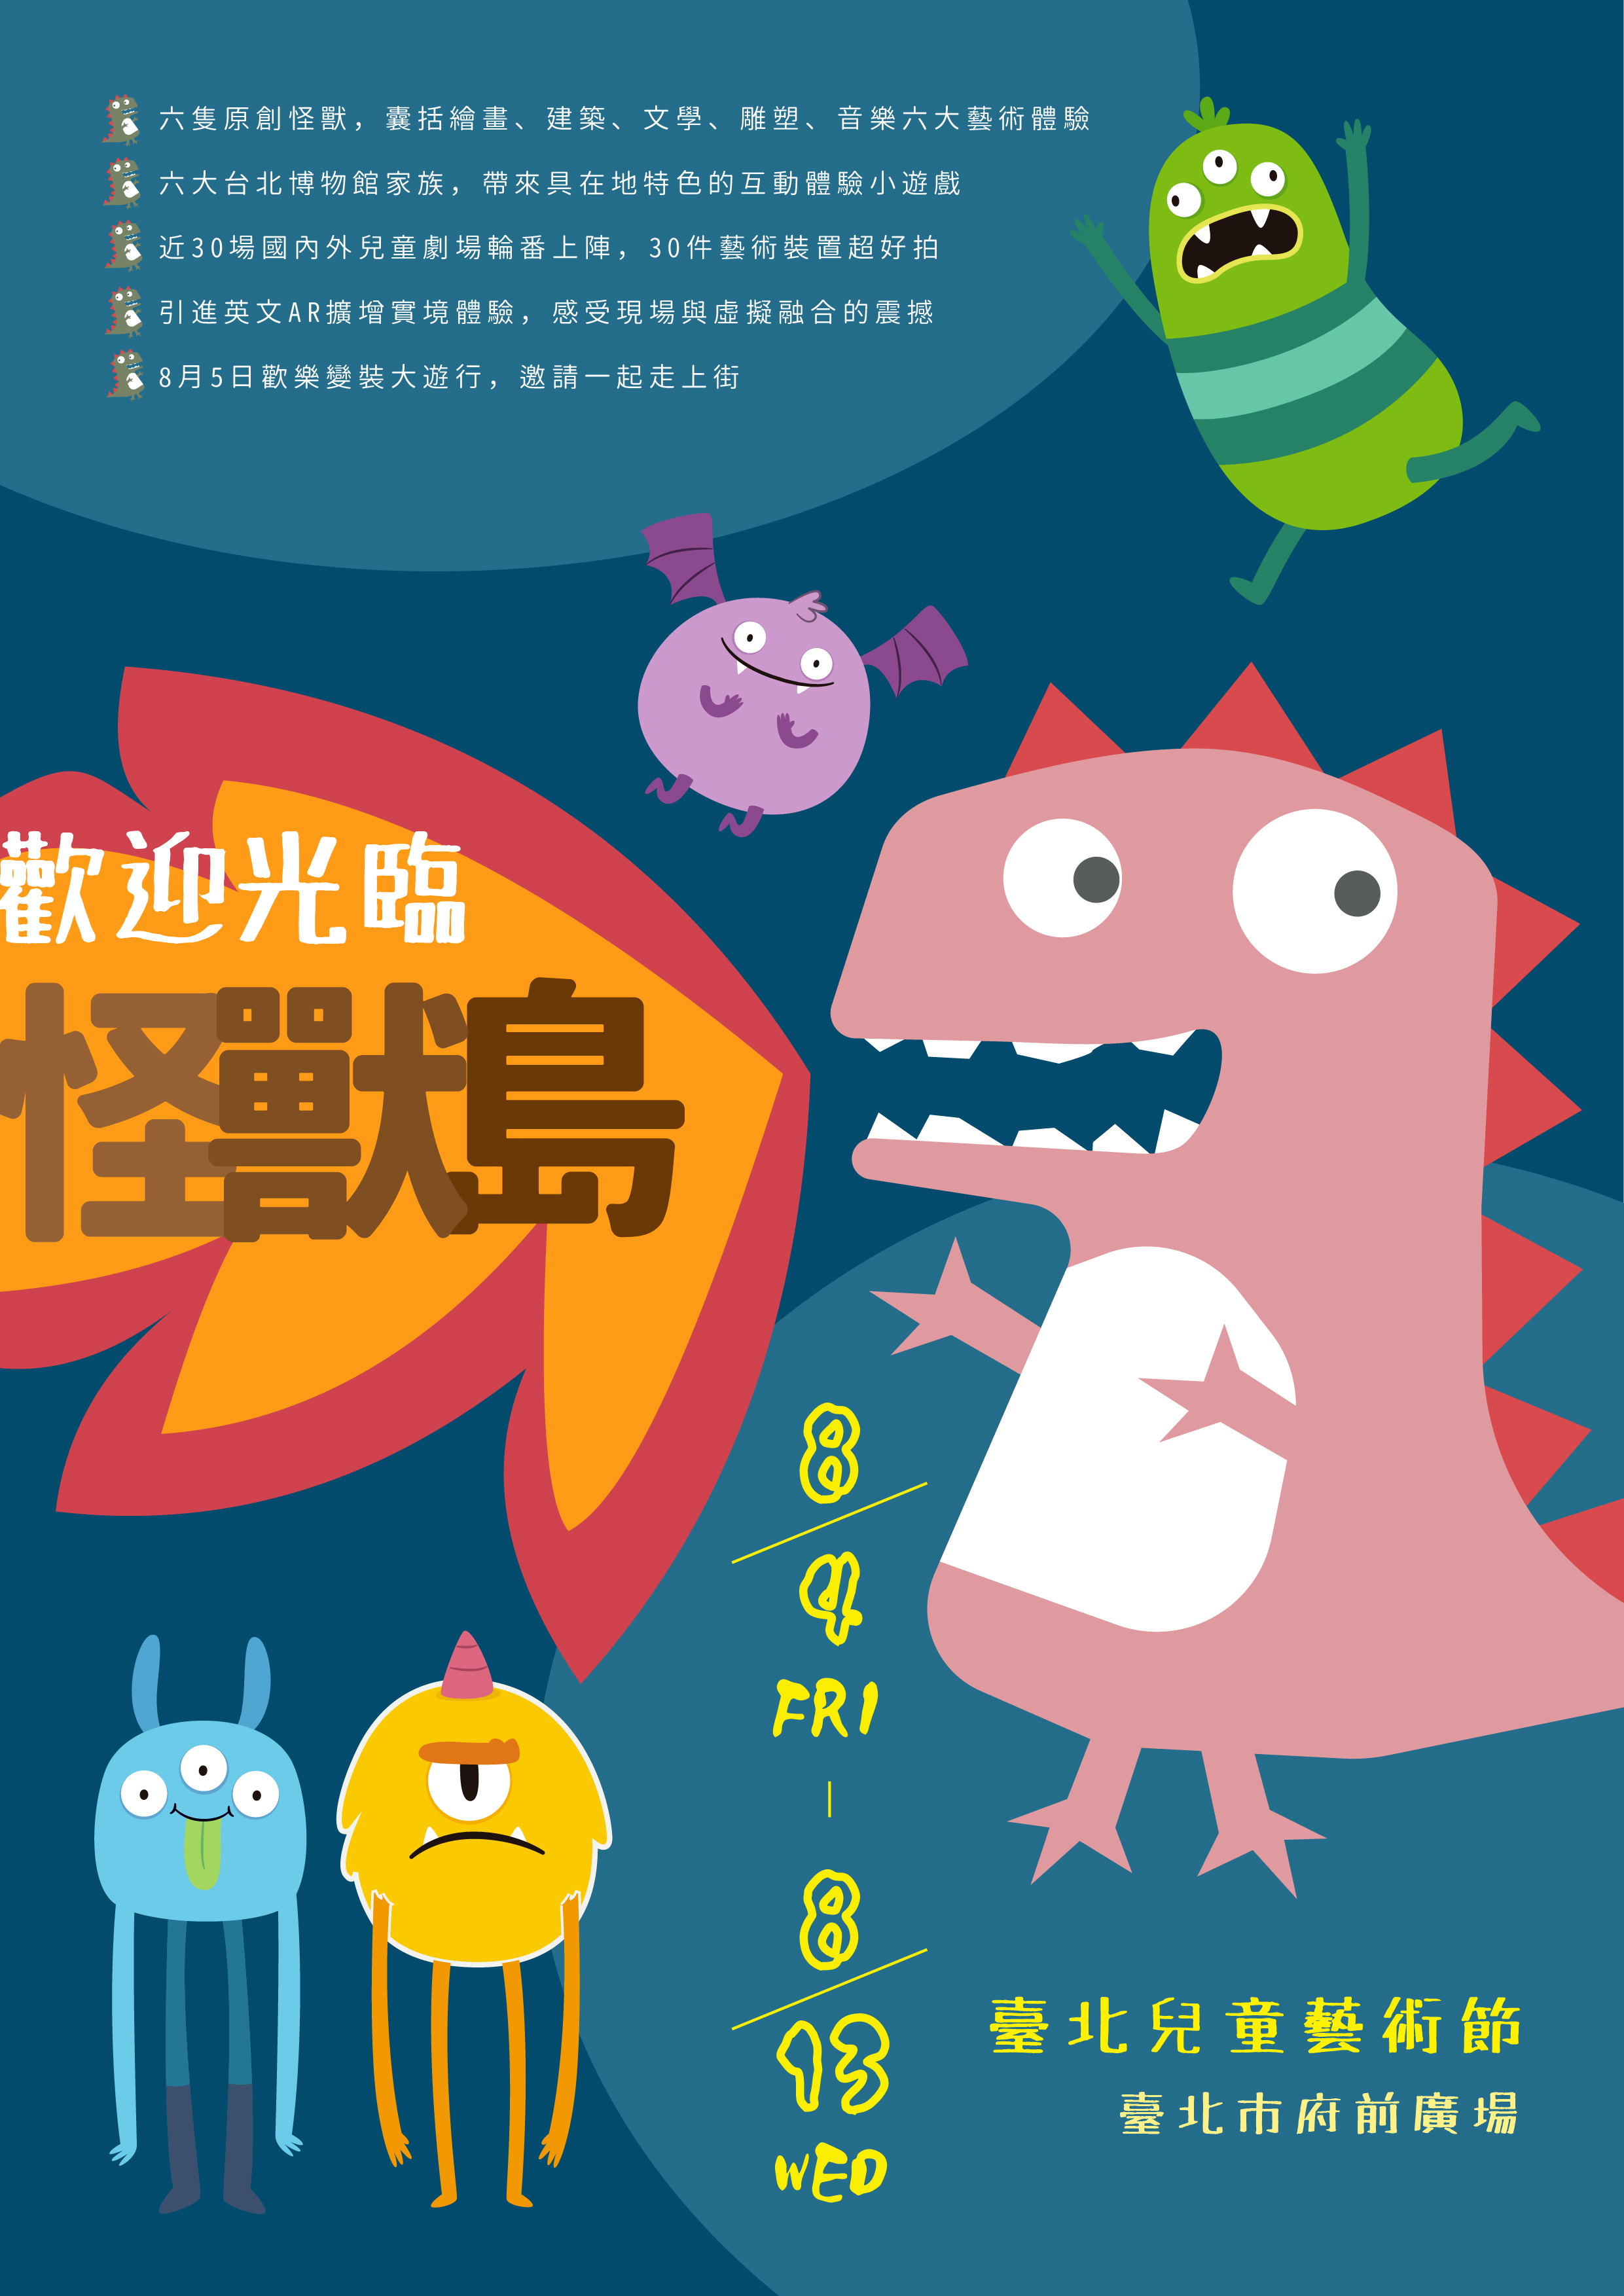 六隻原創怪獸，囊括繪畫、建築、文學、雕塑、音樂六大藝術體驗
六大台北博物館家族，帶來具在地特色的互動體驗小遊戲
近30場國內外兒童劇場輪番上陣，30件藝術裝置超好拍
引進英文AR擴增實境體驗，感受現場與虛擬融合的震撼
8月5日歡樂變裝大遊行，邀請一起走上街
歡迎光臨
怪獸島
8/4
FRI
|
8/13
WED
臺北兒童藝術節
臺北市府前廣場